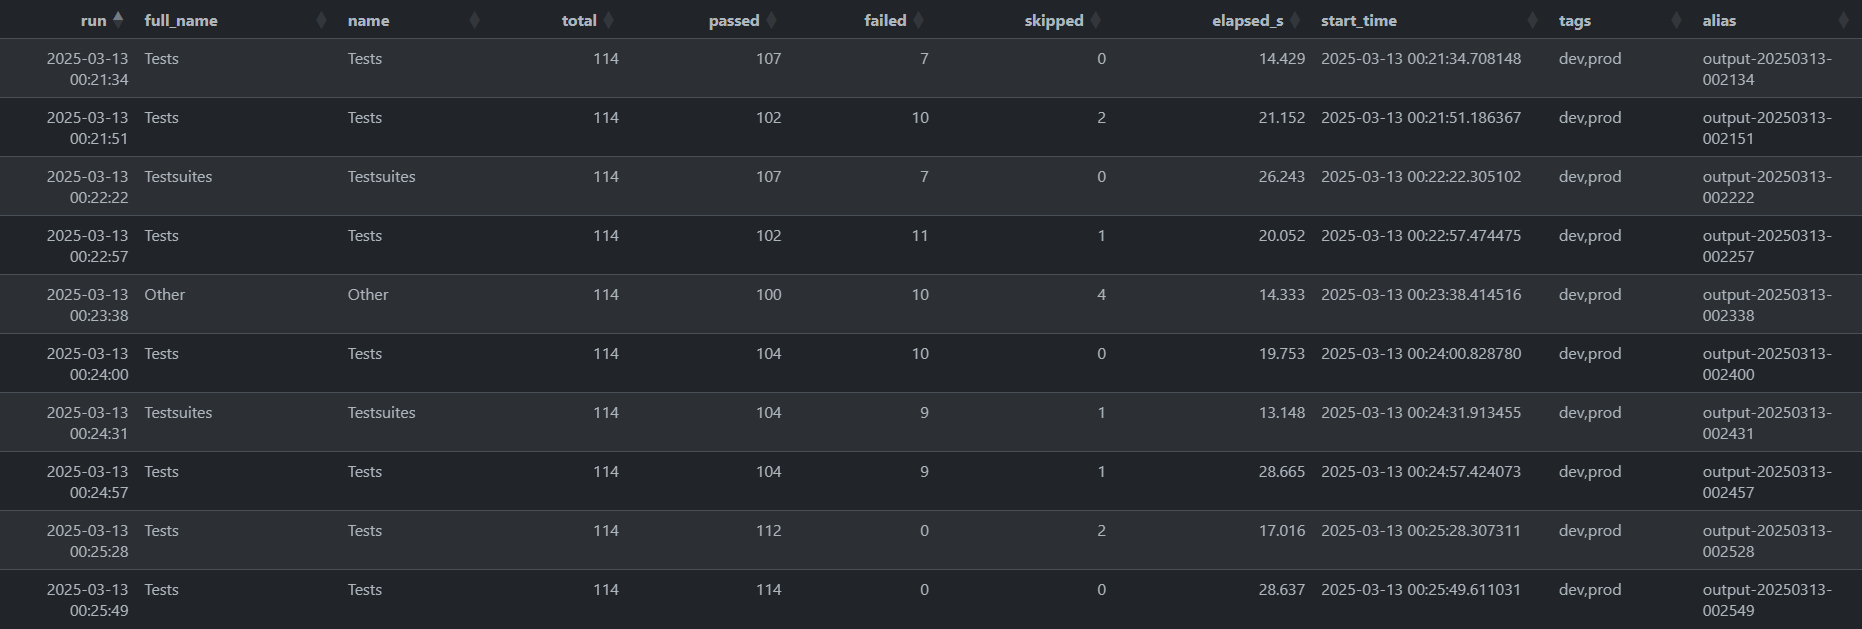 run full_name name total passed failed skipped elapsed_s start_time tags alias
2025-03-13 Tests Tests 114 107 7 0 14.429 2025-03-13 00:21:34.708148 dev,prod output-20250313-
00:21:34 002134
2025-03-13 Tests Tests 114 102 10 2 21.152 2025-03-13 00:21:51.186367 dev,prod output-20250313-
00:21:51 002151
2025-03-13 Testsuites Testsuites 114 107 7 0 26.243 2025-03-13 00:22:22.305102 dev,prod output-20250313-
00:22:22 002222
2025-03-13 Tests Tests 114 102 11 1 20.052 2025-03-13 00:22:57.474475 dev,prod output-20250313-
00:22:57 002257
2025-03-13 Other Other 114 100 10 4 14.333 2025-03-13 00:23:38.414516 dev,prod output-20250313-
00:23:38 002338
2025-03-13 Tests Tests 114 104 10 0 19.753 2025-03-13 00:24:00.828780 dev,prod output-20250313-
00:24:00 002400
2025-03-13 Testsuites Testsuites 114 104 9 1 13.148 2025-03-13 00:24:31.913455 dev,prod output-20250313-
00:24:31 002431
2025-03-13 Tests Tests 114 104 9 1 28.665 2025-03-13 00:24:57.424073 dev,prod output-20250313-
00:24:57 002457
2025-03-13 Tests Tests 114 112 0 2 17.016 2025-03-13 00:25:28.307311 dev,prod output-20250313-
00:25:28 002528
2025-03-13 Tests Tests 114 114 0 0 28.637 2025-03-13 00:25:49.611031 dev,prod output-20250313-
00:25:49 002549